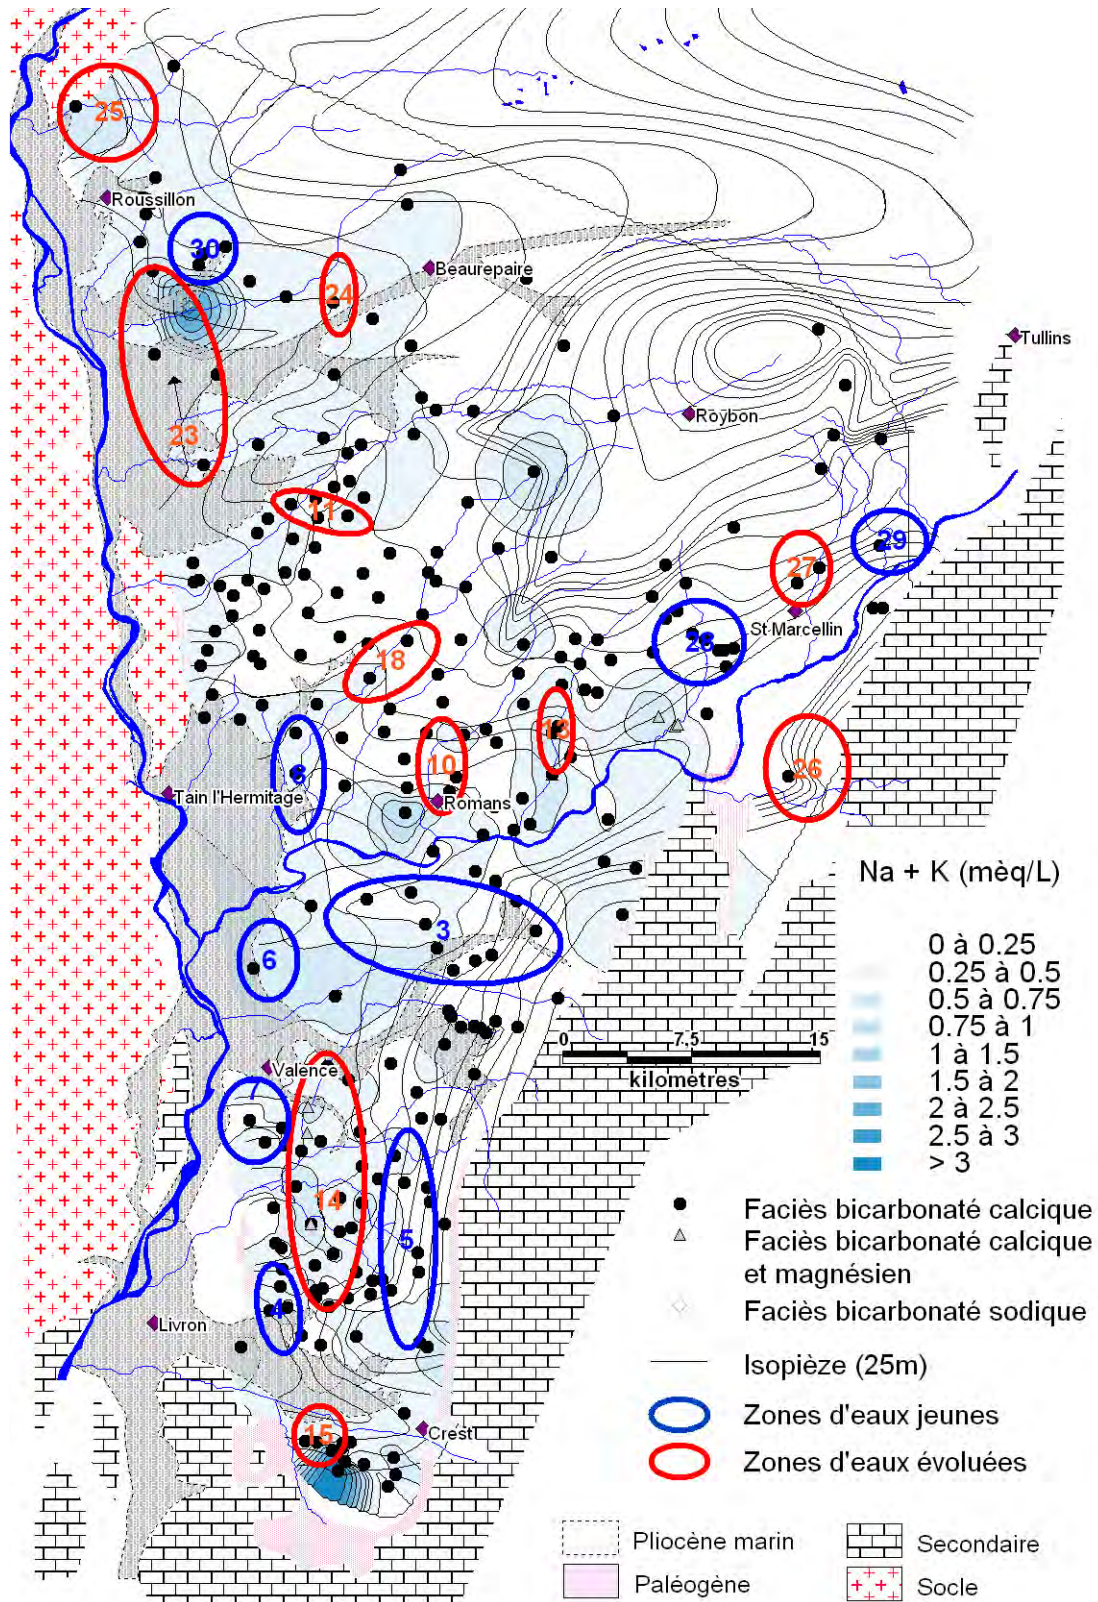 25
Roussillon
30
24
Beaurepaire
Tullins
Roybon
23
11
29
27
St Marcellin
28
18
13
6
10
26
Tain l'Hermitage
Romans
Na + K (mèq/L)
3
6
0 à 0.25
0.25 à 0.5
0.5 à 0.75
0.75 à 1
1 à 1.5
1.5 à 2
2 à 2.5
2.5 à 3
> 3
0 7.5 15
kilométres
Valence
7
14
5
4
Livron
Faciès bicarbonaté calcique
Faciès bicarbonaté calcique
et magnésien
Faciès bicarbonaté sodique
Isopièze (25m)
Zones d'eaux jeunes
Zones d'eaux évoluées
15
Crest
Pliocène marin
Secondaire
Paléogène
Socle